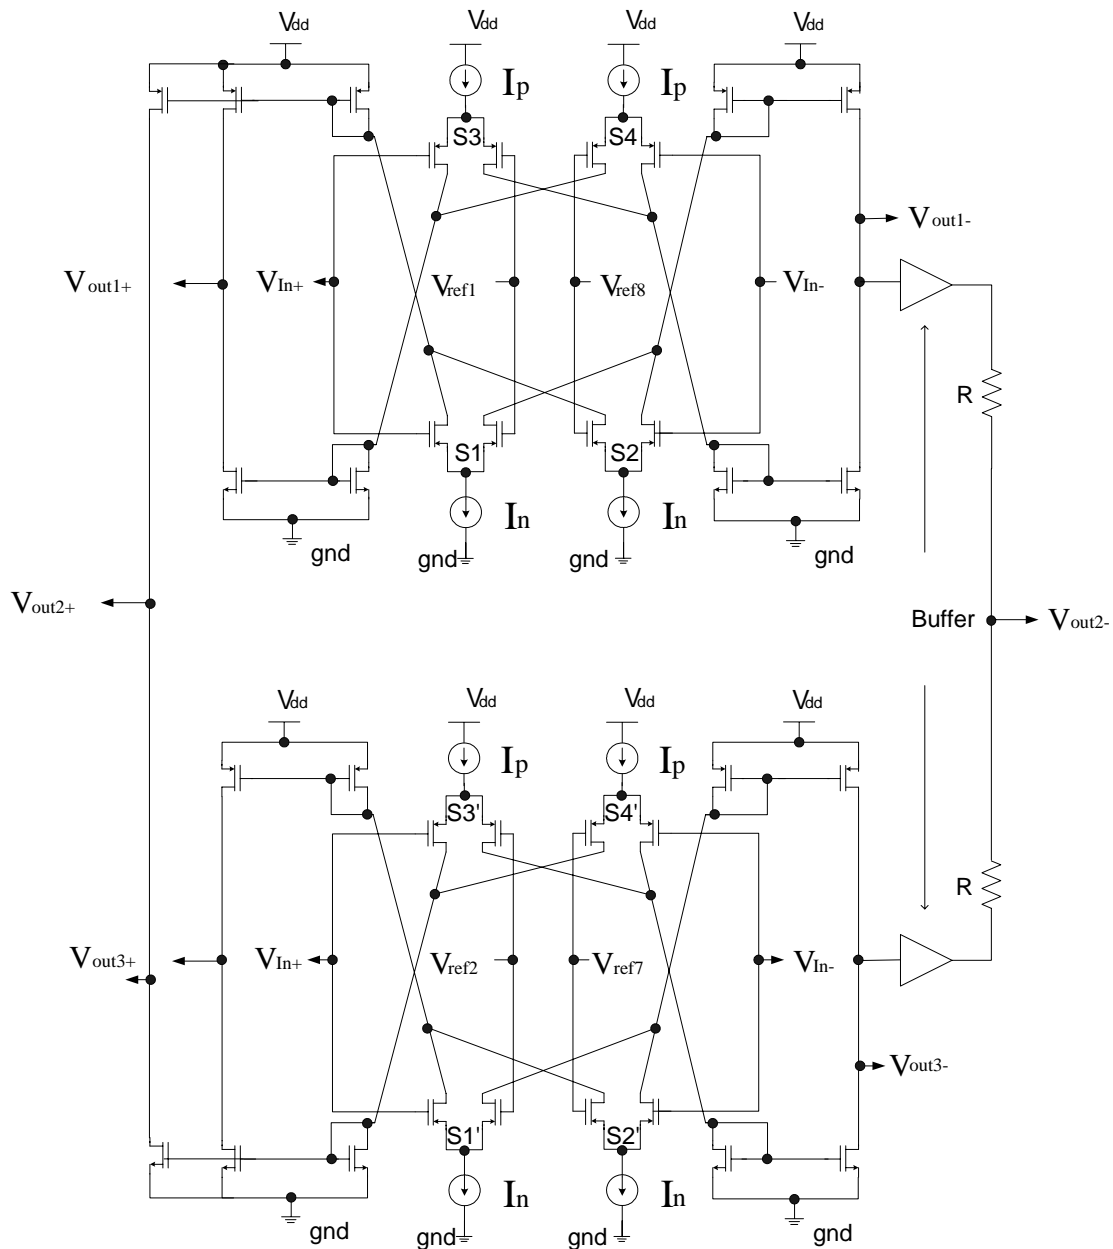 Vdd Vdd Vdd Vdd
Ip Ip
S3 S4
Vout1-
Vout1+ VIn+ Vref1 Vref8 VIn-
R
S1 S2
In In
gnd gnd gnd gnd
Vout2+ Buffer Vout2-
Vdd Vdd Vdd Vdd
Ip Ip
S3' S4'
R
Vout3+ VIn+ Vref2 Vref7 VIn-
Vout3-
S1' S2'
In In
gnd gnd gnd gnd